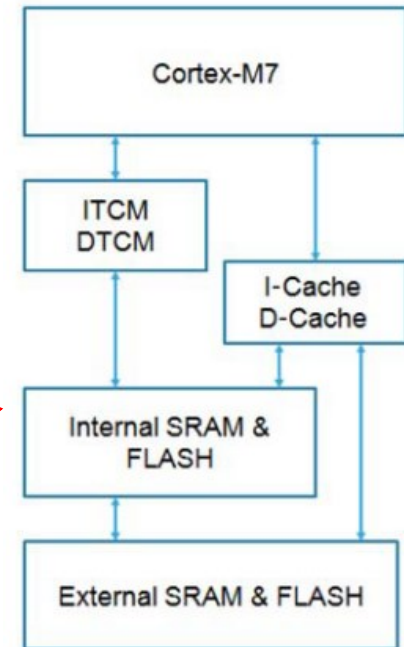 Cortex-M7
ITCM
DTCM
I-Cache
D-Cache
Internal SRAM &
FLASH
External SRAM & FLASH